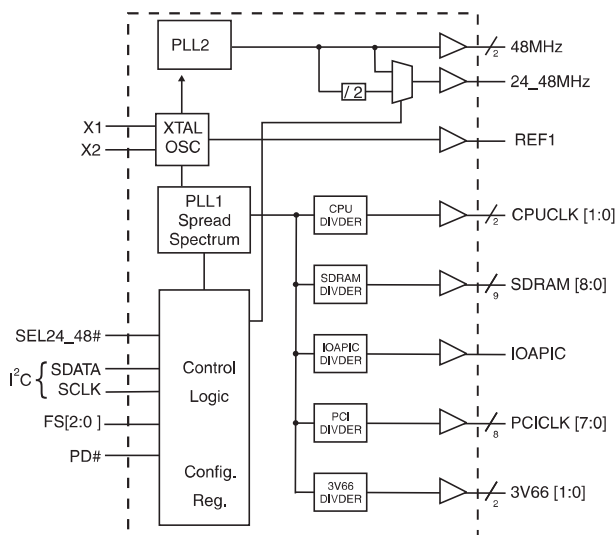 PLL2
2
48MHz
/ 2
24_48MHz
X1
X2
XTAL
OSC
REF1
PLL1
Spread
Spectrum
CPU
DIVDER
2
CPUCLK [1:0]
SDRAM
DIVDER
9
SDRAM [8:0]
IOAPIC
DIVDER
IOAPIC
PCI
DIVDER
8
PCICLK [7:0]
3V66
DIVDER
2
3V66 [1:0]
SEL24_48#
I²C { SDATA
SCLK
FS[2:0 ]
PD#
Control
Logic
Config.
Reg.